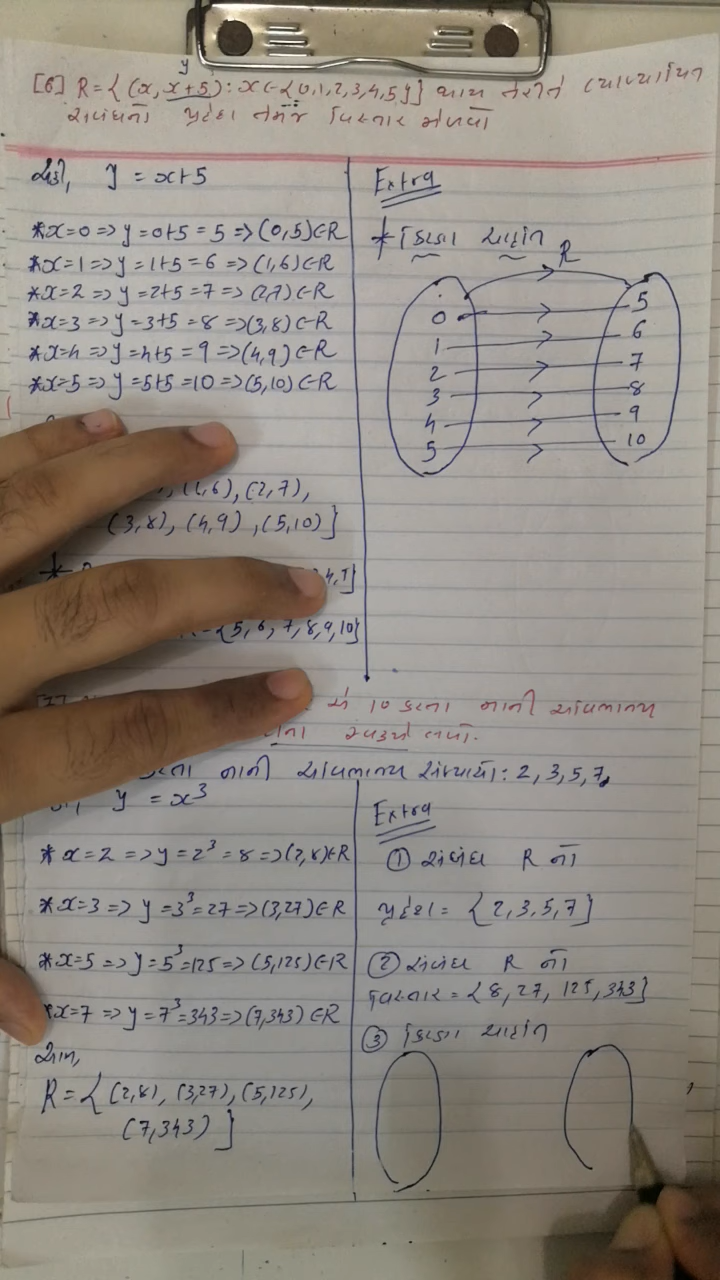 y
[6] R = { (x, x+5) : x ∈ {0,1,2,3,4,5} } થાય તે રીતે વ્યાખ્યાયિત
સંબંધનો પ્રદેશ તેમજ વિસ્તાર મેળવો
અહીં, y = x+5
*x=0 => y = 0+5 = 5 => (0,5) ∈ R
*x=1 => y = 1+5 = 6 => (1,6) ∈ R
*x=2 => y = 2+5 = 7 => (2,7) ∈ R
*x=3 => y = 3+5 = 8 => (3,8) ∈ R
*x=4 => y = 4+5 = 9 => (4,9) ∈ R
*x=5 => y = 5+5 = 10 => (5,10) ∈ R
(1,6), (2,7),
(3,8), (4,9), (5,10) }
5, 6, 7, 8, 9, 10}
Extra
* કિરણ આકૃતિ
R
0 5
1 6
2 7
3 8
4 9
5 10
10 કરતા નાની અવિભાજ્ય
સ્વરૂપે લખો.
નાની અવિભાજ્ય સંખ્યાઓ : 2, 3, 5, 7
y = x³
* x=2 => y = 2³ = 8 => (2,8) ∈ R
* x=3 => y = 3³ = 27 => (3,27) ∈ R
* x=5 => y = 5³ = 125 => (5,125) ∈ R
* x=7 => y = 7³ = 343 => (7,343) ∈ R
આમ,
R = { (2,8), (3,27), (5,125),
(7,343) }
Extra
① સંબંધ R નો
પ્રદેશ = {2,3,5,7}
② સંબંધ R નો
વિસ્તાર = {8, 27, 125, 343}
③ કિરણ આકૃતિ